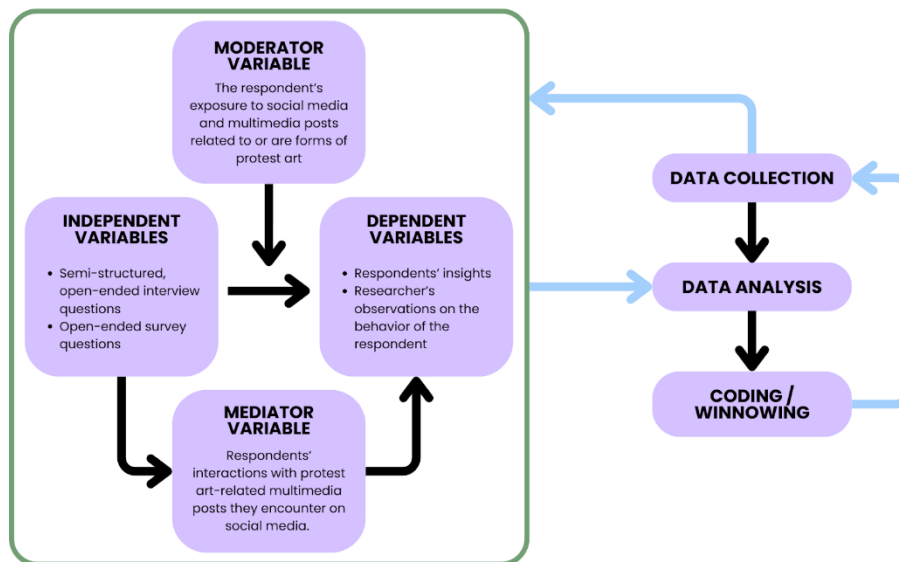 MODERATOR
VARIABLE
The respondent's
exposure to social media
and multimedia posts
related to or are forms of
protest art
INDEPENDENT
VARIABLES
• Semi-structured,
open-ended interview
questions
• Open-ended survey
questions
DEPENDENT
VARIABLES
• Respondents' insights
• Researcher's
observations on the
behavior of the
respondent
MEDIATOR
VARIABLE
Respondents'
interactions with protest
art-related multimedia
posts they encounter on
social media.
DATA COLLECTION
DATA ANALYSIS
CODING /
WINNOWING